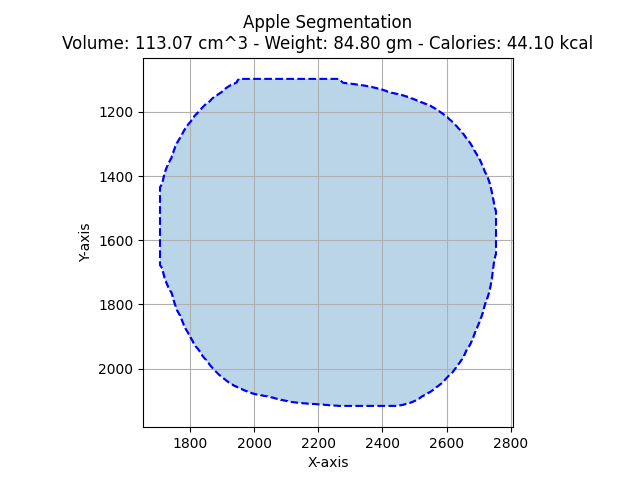 Apple Segmentation
Volume: 113.07 cm^3 - Weight: 84.80 gm - Calories: 44.10 kcal
1200
1400
1600
1800
2000
Y-axis
1800 2000 2200 2400 2600 2800
X-axis